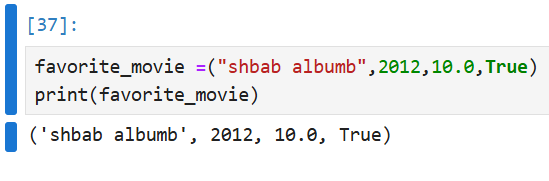 [37]:
favorite_movie =("shbab albumb",2012,10.0,True)
print(favorite_movie)
('shbab albumb', 2012, 10.0, True)